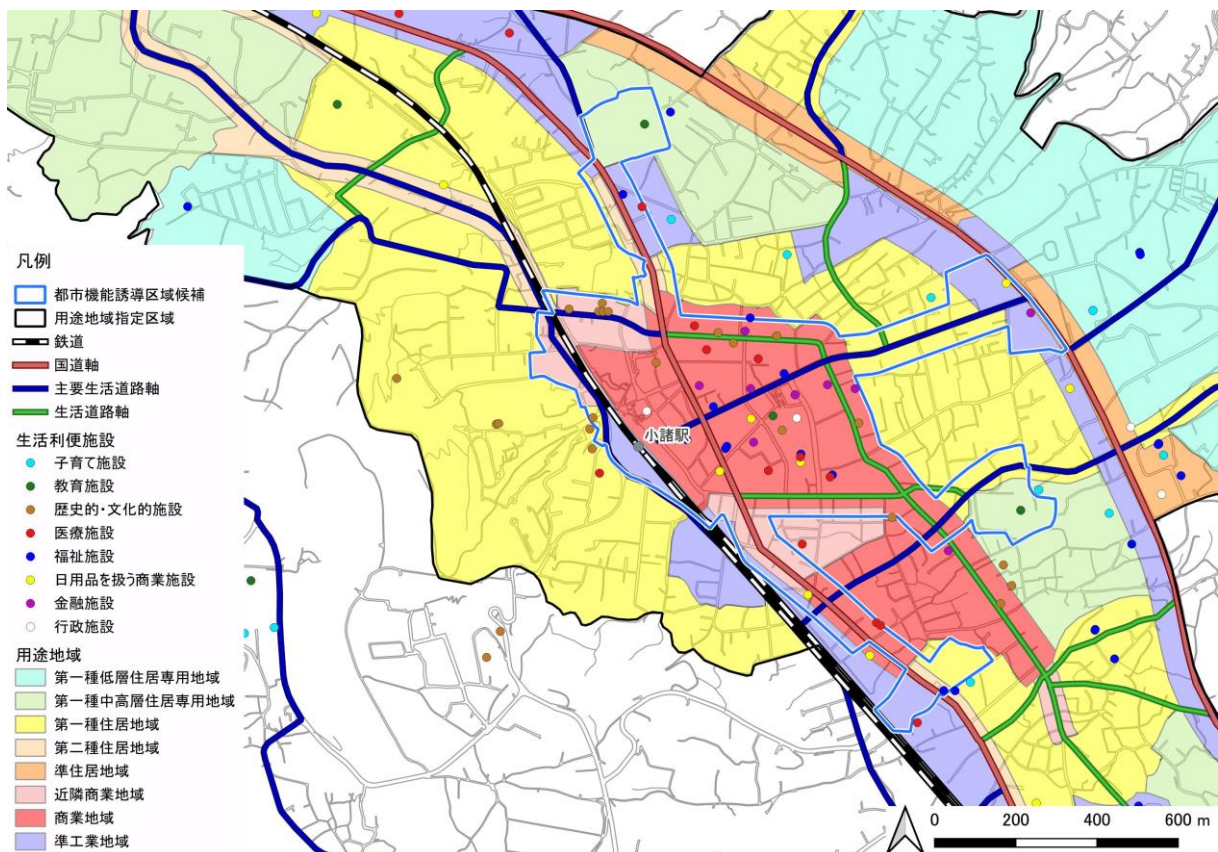 凡例
都市機能誘導区域候補
用途地域指定区域
鉄道
国道軸
主要生活道路軸
生活道路軸
生活利便施設
子育て施設
教育施設
歴史的・文化的施設
医療施設
福祉施設
日用品を扱う商業施設
金融施設
行政施設
用途地域
第一種低層住居専用地域
第一種中高層住居専用地域
第一種住居地域
第二種住居地域
準住居地域
近隣商業地域
商業地域
準工業地域
小諸駅
0 200 400 600 m